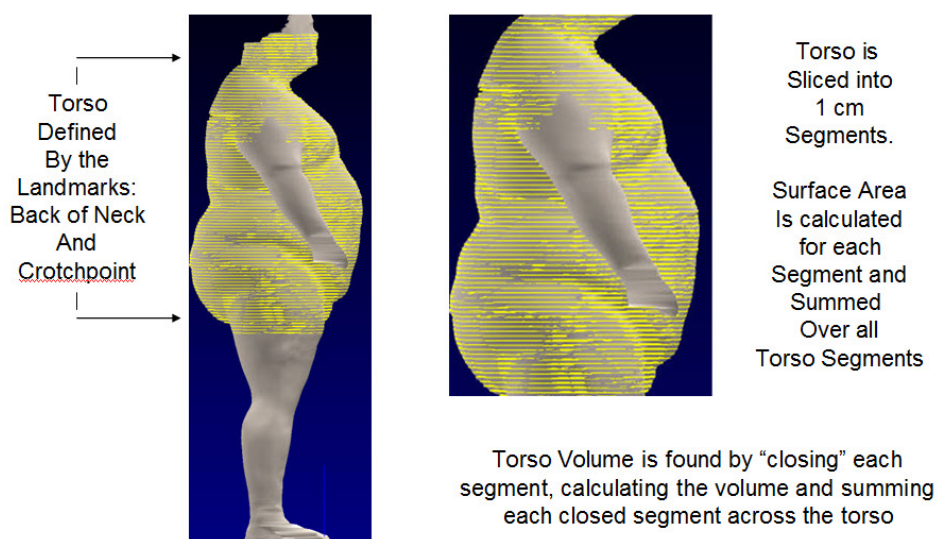 Torso
Defined
By the
Landmarks:
Back of Neck
And
Crotchpoint
Torso is
Sliced into
1 cm
Segments.
Surface Area
Is calculated
for each
Segment and
Summed
Over all
Torso Segments
Torso Volume is found by “closing” each
segment, calculating the volume and summing
each closed segment across the torso